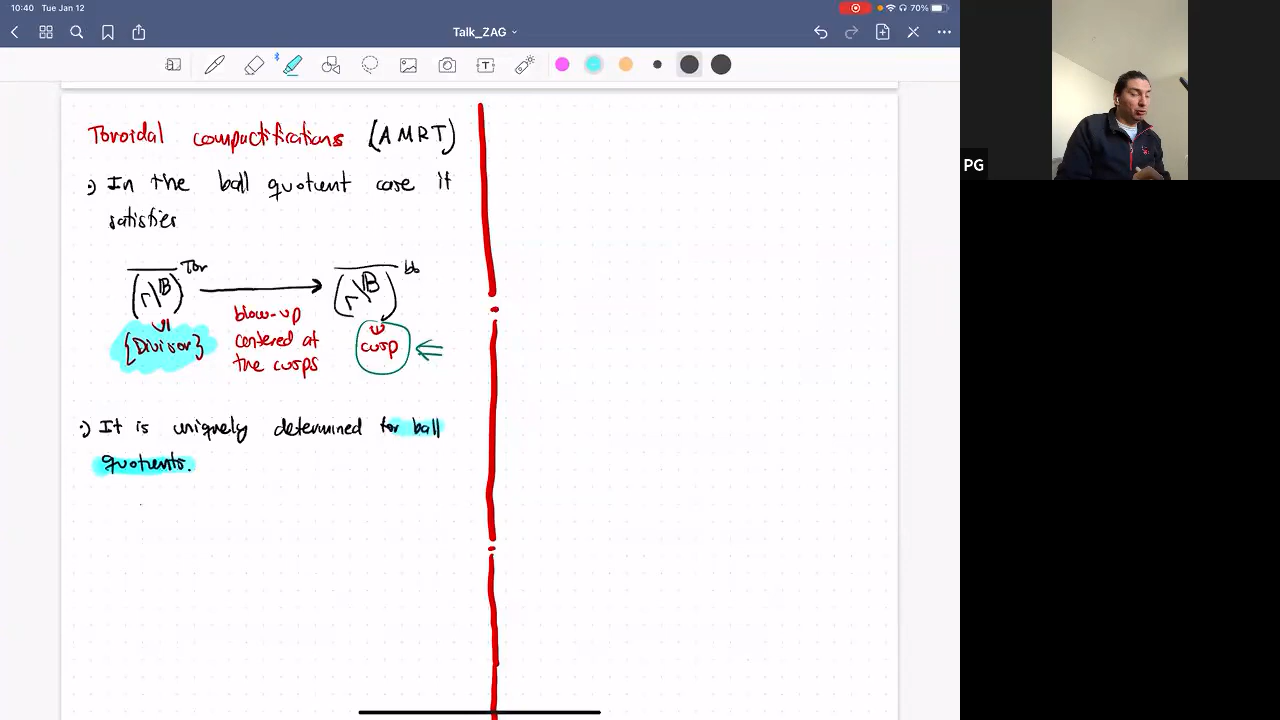 10:40 Tue Jan 12
70%
Talk_ZAG
Toroidal compactifications (AMRT)
·) In the ball quotient case it
satisfies
(Γ\B) Tor → (Γ\B) bb
∪| blow-up ∪
{Divisor} centered at cusp ⇐
the cusps
·) It is uniquely determined for ball
quotients.
PG